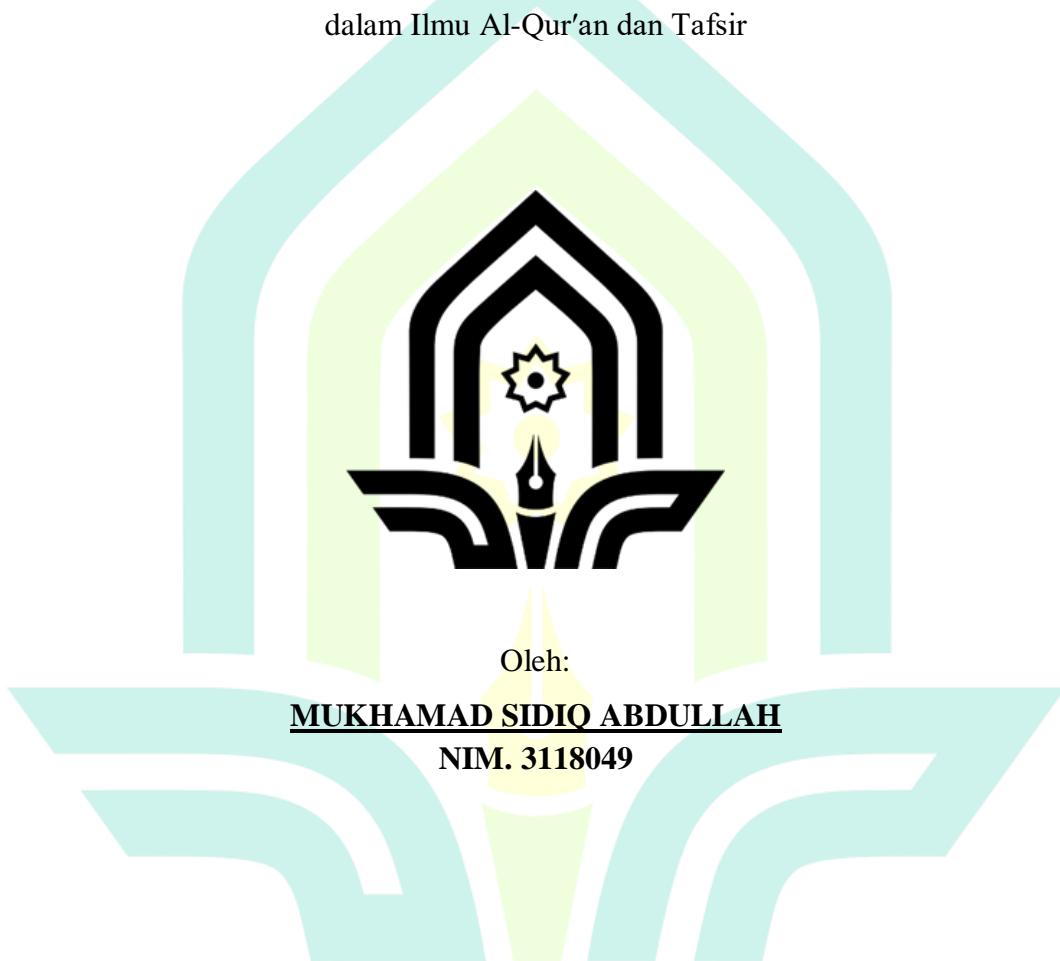 dalam Ilmu Al-Qur′an dan Tafsir
Oleh:
MUKHAMAD SIDIQ ABDULLAH
NIM. 3118049